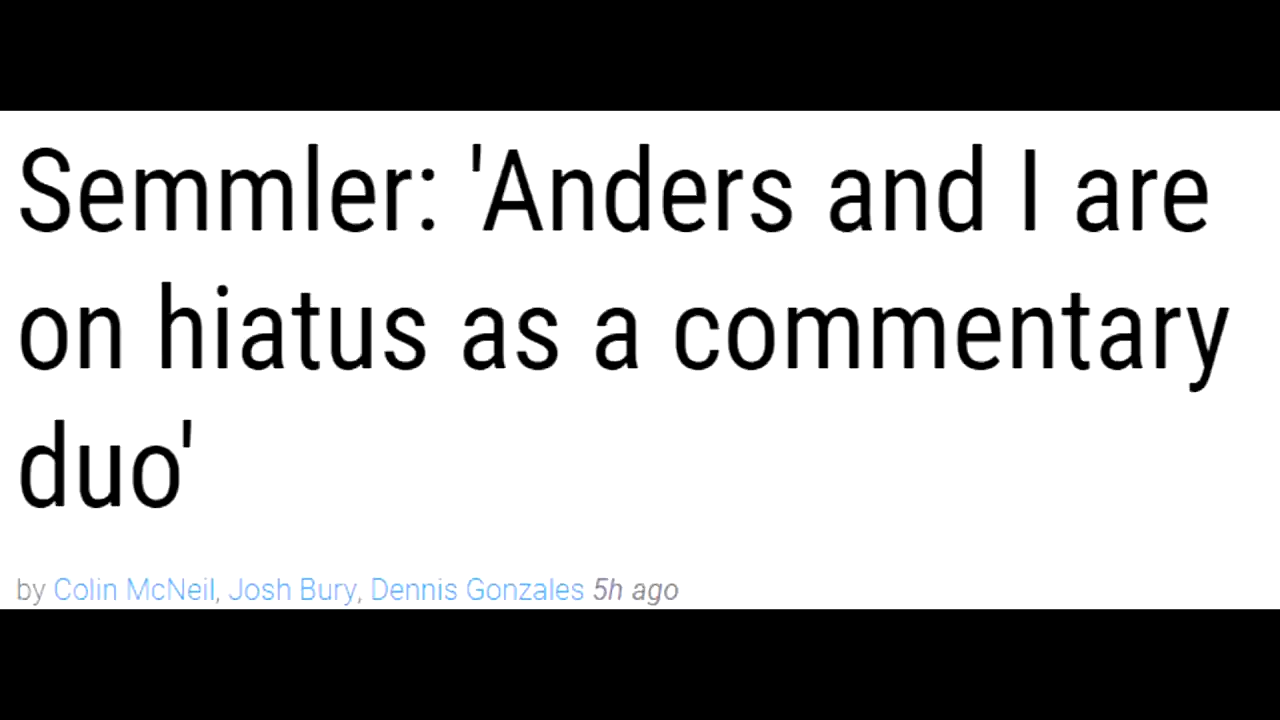 Semmler: 'Anders and I are
on hiatus as a commentary
duo'
by Colin McNeil, Josh Bury, Dennis Gonzales 5h ago